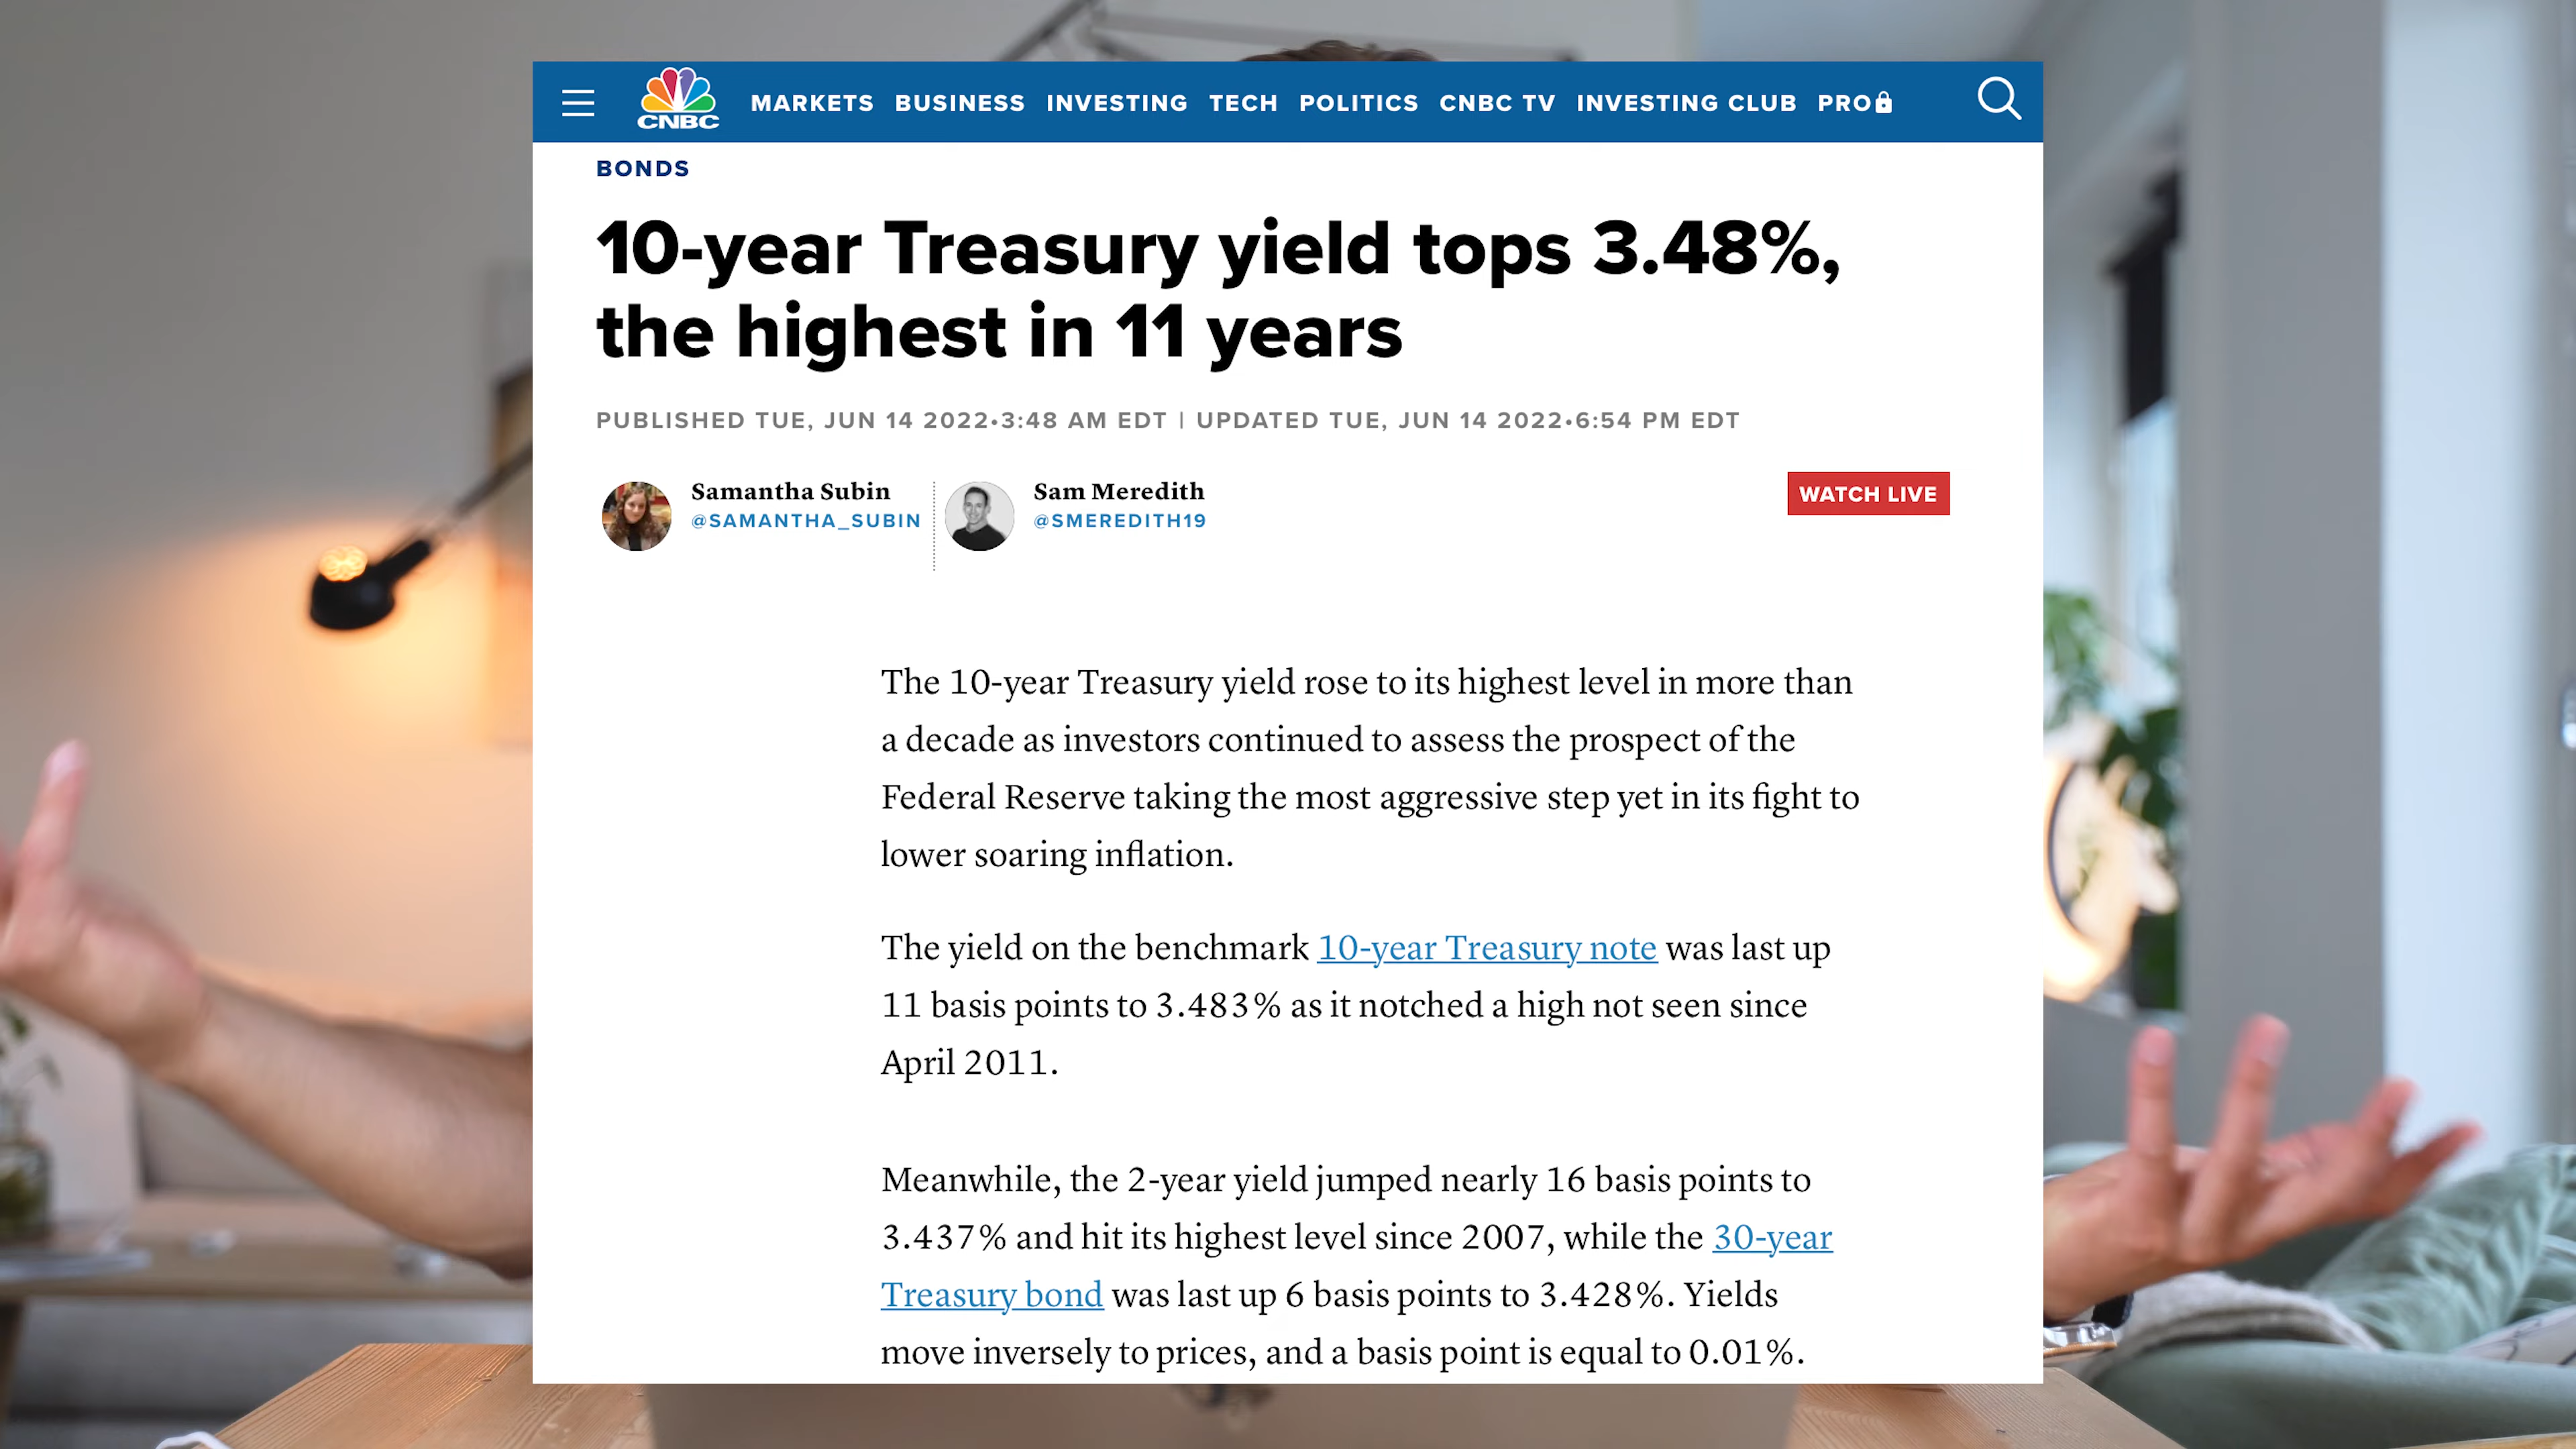 CNBC
MARKETS BUSINESS INVESTING TECH POLITICS CNBC TV INVESTING CLUB PRO
BONDS
10-year Treasury yield tops 3.48%,
the highest in 11 years
PUBLISHED TUE, JUN 14 2022•3:48 AM EDT | UPDATED TUE, JUN 14 2022•6:54 PM EDT
Samantha Subin
@SAMANTHA_SUBIN
Sam Meredith
@SMEREDITH19
WATCH LIVE
The 10-year Treasury yield rose to its highest level in more than
a decade as investors continued to assess the prospect of the
Federal Reserve taking the most aggressive step yet in its fight to
lower soaring inflation.
The yield on the benchmark 10-year Treasury note was last up
11 basis points to 3.483% as it notched a high not seen since
April 2011.
Meanwhile, the 2-year yield jumped nearly 16 basis points to
3.437% and hit its highest level since 2007, while the 30-year
Treasury bond was last up 6 basis points to 3.428%. Yields
move inversely to prices, and a basis point is equal to 0.01%.